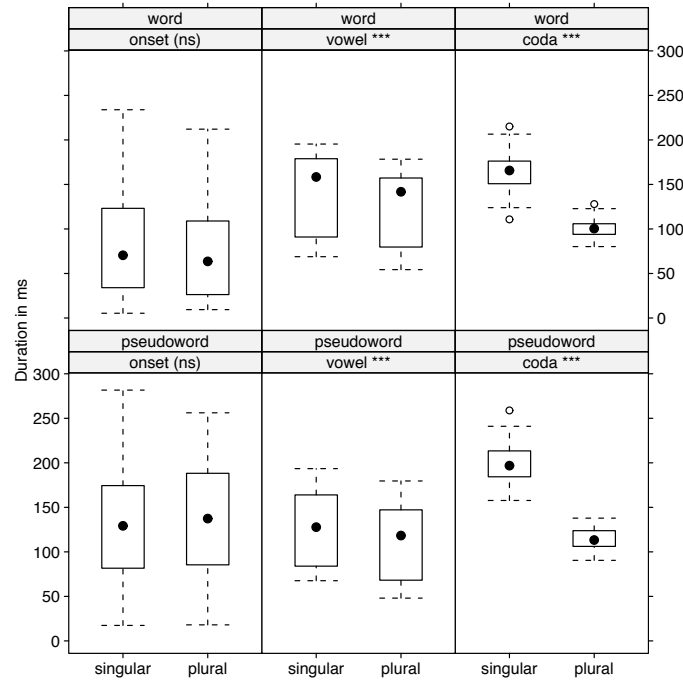 word word word
onset (ns) vowel *** coda ***
300
250
200
150
100
50
0
Duration in ms
pseudoword pseudoword pseudoword
onset (ns) vowel *** coda ***
300
250
200
150
100
50
0
singular plural singular plural singular plural